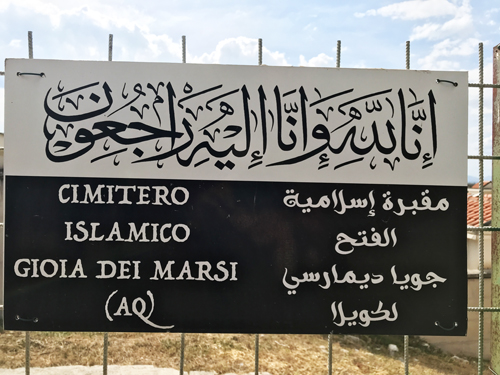 إنا لله وإنا إليه راجعون
CIMITERO
ISLAMICO
GIOIA DEI MARSI
(AQ)
مقبرة إسلامية
الفتح
جويا ديمارسي
لكويلا